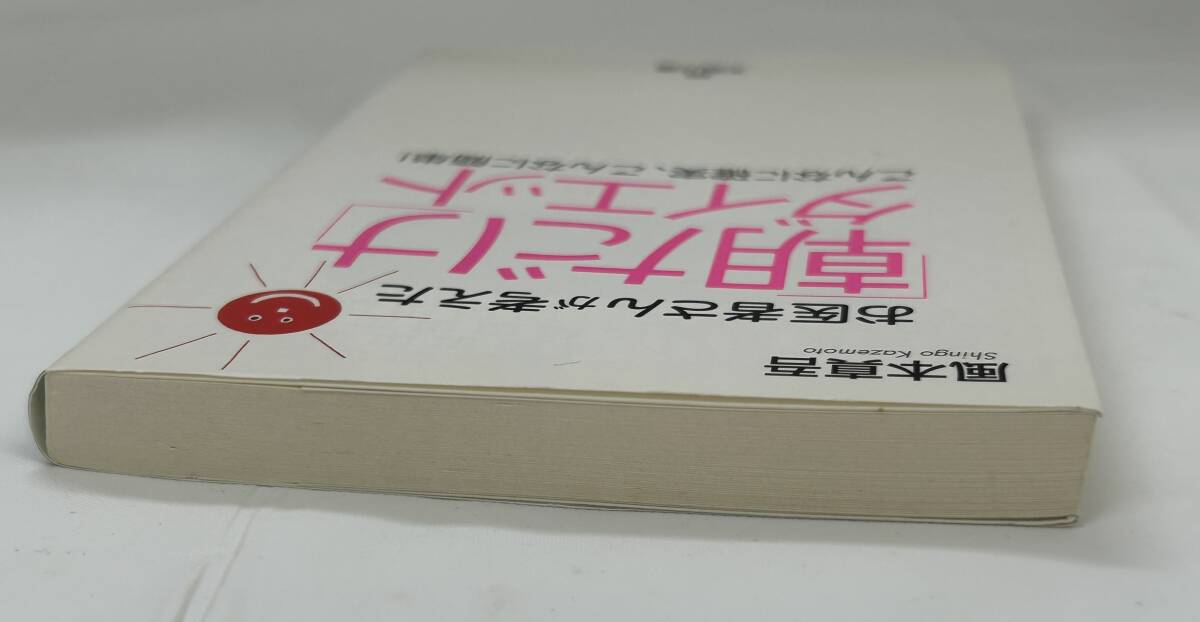 風本真吾
Shingo Kazemoto
お医者さんが考えた
「朝だけ」
ダイエット
こんなに確実、こんなに簡単!